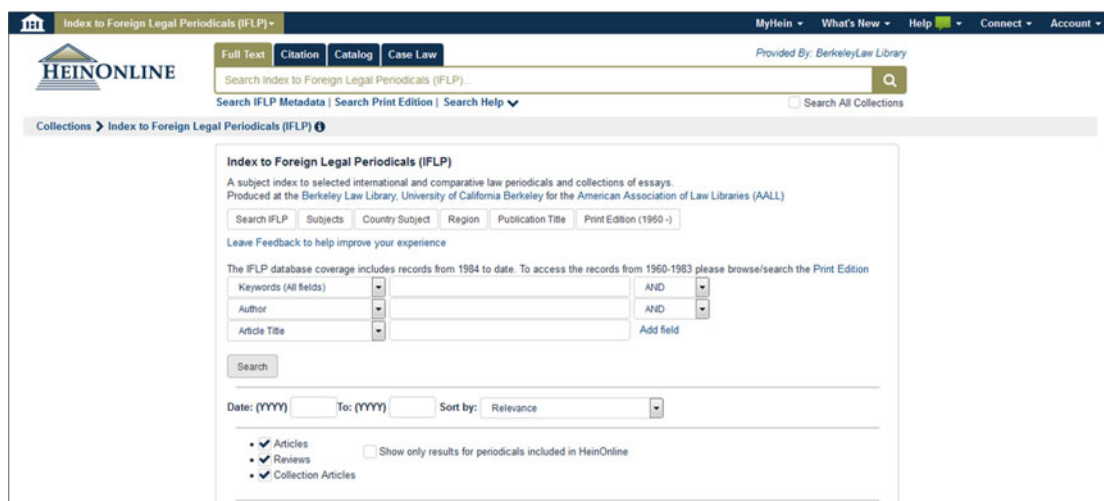 Index to Foreign Legal Periodicals (IFLP) MyHein What's New Help Connect Account
HEINONLINE
Full Text Citation Catalog Case Law Provided By: BerkeleyLaw Library
Search Index to Foreign Legal Periodicals (IFLP)...
Search IFLP Metadata | Search Print Edition | Search Help Search All Collections
Collections Index to Foreign Legal Periodicals (IFLP)
Index to Foreign Legal Periodicals (IFLP)
A subject index to selected international and comparative law periodicals and collections of essays.
Produced at the Berkeley Law Library, University of California Berkeley for the American Association of Law Libraries (AALL)
Search IFLP Subjects Country Subject Region Publication Title Print Edition (1960 -)
Leave Feedback to help improve your experience
The IFLP database coverage includes records from 1984 to date. To access the records from 1960-1983 please browse/search the Print Edition
Keywords (All fields) AND
Author AND
Article Title Add field
Search
Date: (YYYY) To: (YYYY) Sort by: Relevance
Articles
Show only results for periodicals included in HeinOnline
Reviews
Collection Articles